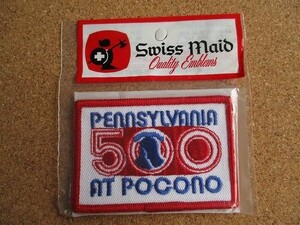 Swiss Maid
Quality Emblems
PENNSYLVANIA
500
AT POCONO